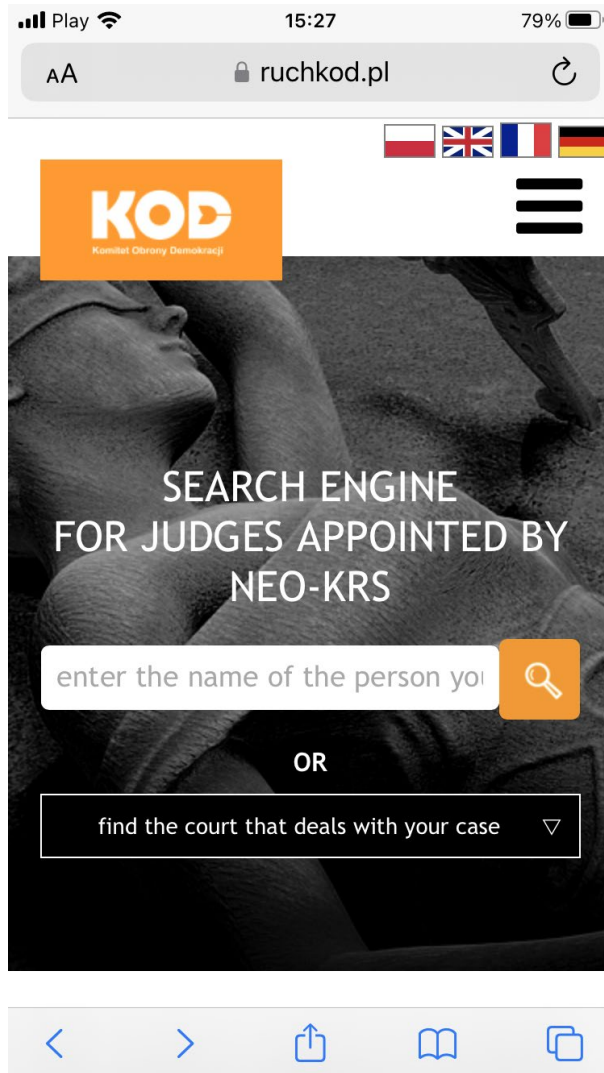 Play 15:27 79%
AA ruchkod.pl
KOD
Komitet Obrony Demokracji
SEARCH ENGINE
FOR JUDGES APPOINTED BY
NEO-KRS
enter the name of the person you
OR
find the court that deals with your case